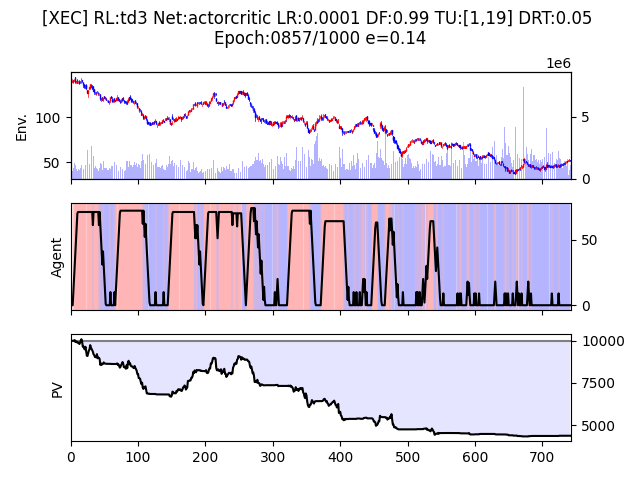 [XEC] RL:td3 Net:actorcritic LR:0.0001 DF:0.99 TU:[1,19] DRT:0.05
Epoch:0857/1000 e=0.14
1e6
Env.
100
50
5
0
Agent
50
0
PV
10000
7500
5000
0 100 200 300 400 500 600 700